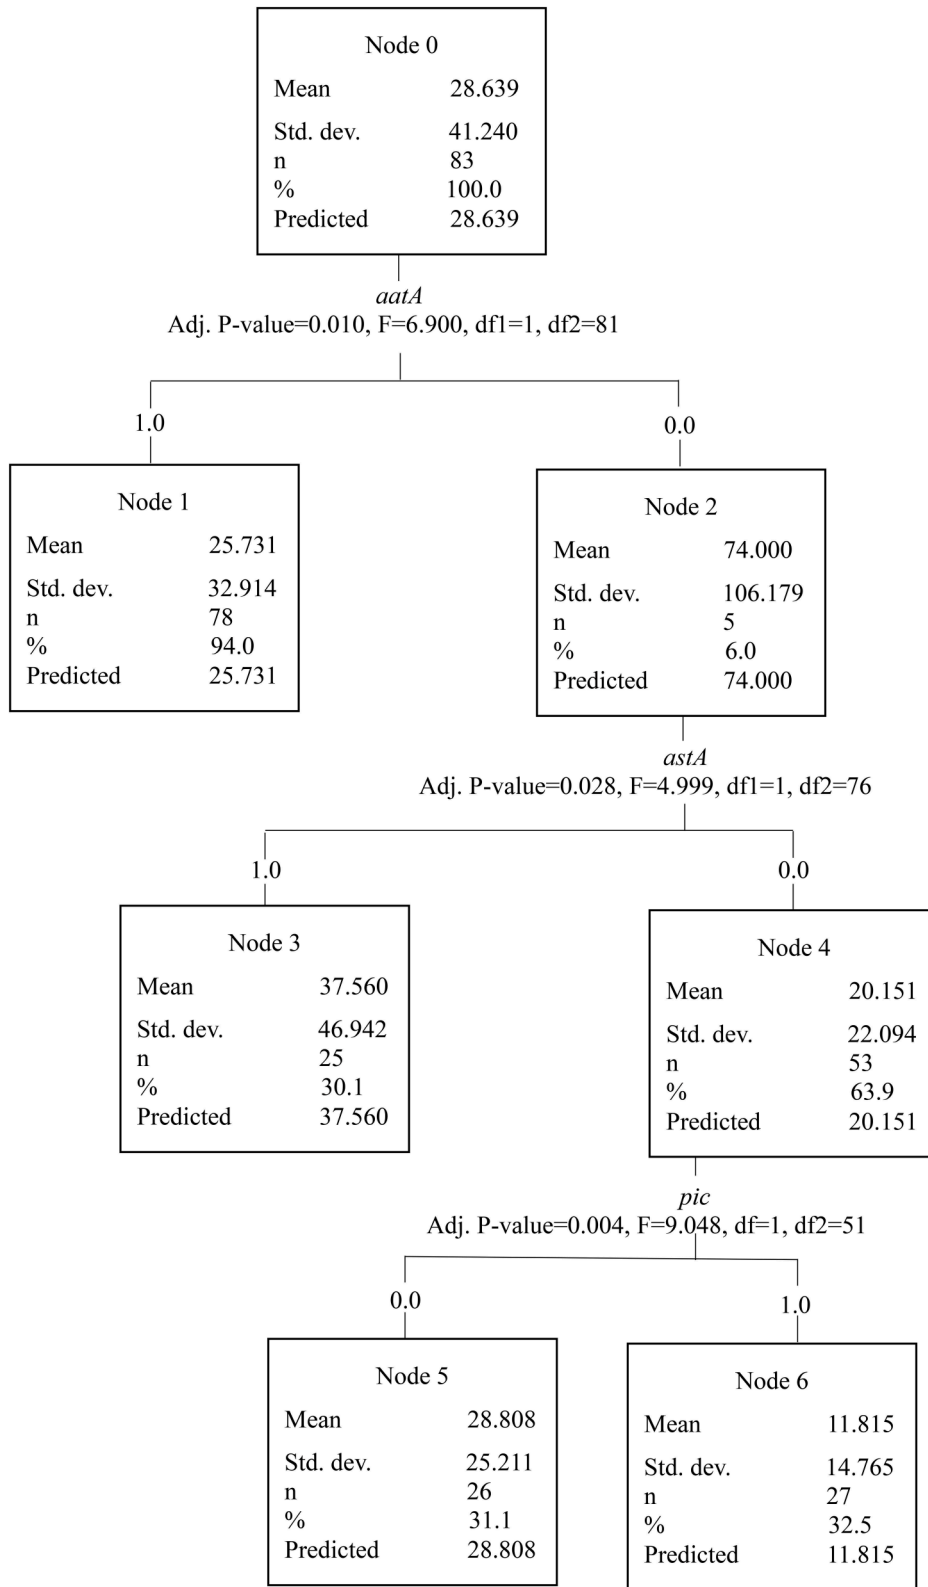 Node 0
Mean 28.639
Std. dev. 41.240
n 83
% 100.0
Predicted 28.639
aatA
Adj. P-value=0.010, F=6.900, df1=1, df2=81
1.0
0.0
Node 1
Mean 25.731
Std. dev. 32.914
n 78
% 94.0
Predicted 25.731
Node 2
Mean 74.000
Std. dev. 106.179
n 5
% 6.0
Predicted 74.000
astA
Adj. P-value=0.028, F=4.999, df1=1, df2=76
1.0
0.0
Node 3
Mean 37.560
Std. dev. 46.942
n 25
% 30.1
Predicted 37.560
Node 4
Mean 20.151
Std. dev. 22.094
n 53
% 63.9
Predicted 20.151
pic
Adj. P-value=0.004, F=9.048, df=1, df2=51
0.0
1.0
Node 5
Mean 28.808
Std. dev. 25.211
n 26
% 31.1
Predicted 28.808
Node 6
Mean 11.815
Std. dev. 14.765
n 27
% 32.5
Predicted 11.815